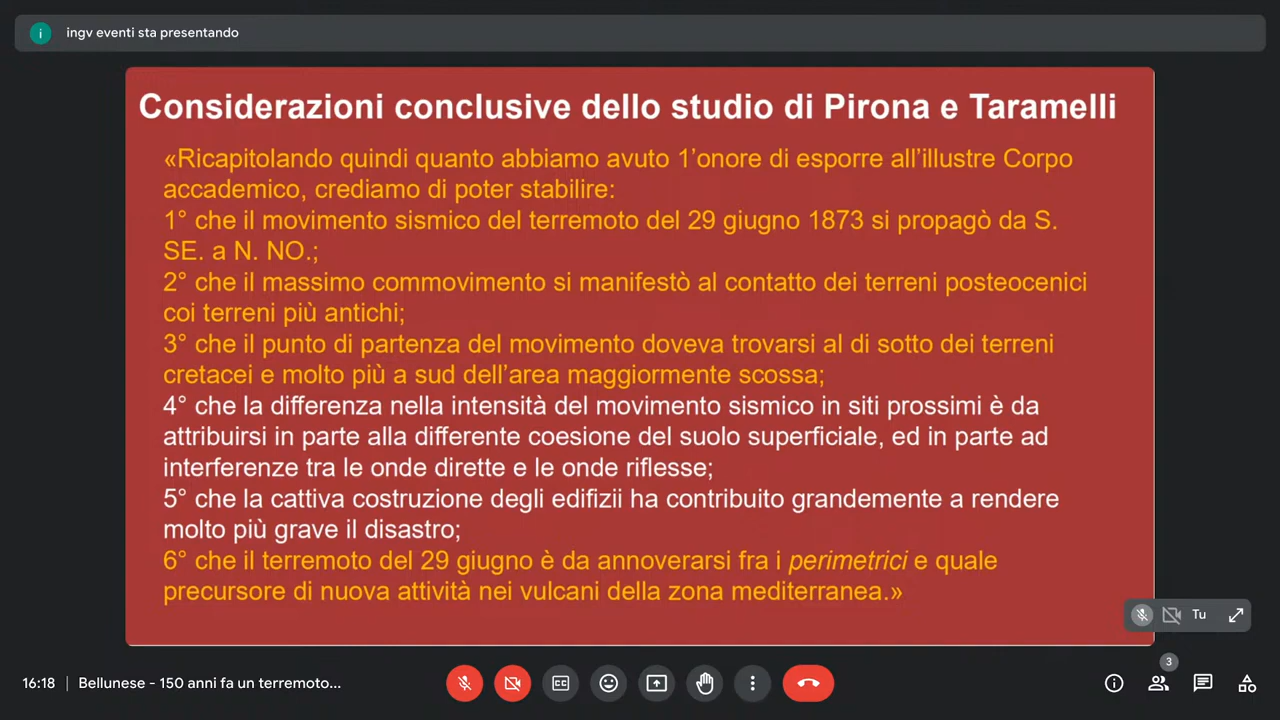 i ingv eventi sta presentando
Considerazioni conclusive dello studio di Pirona e Taramelli
«Ricapitolando quindi quanto abbiamo avuto 1’onore di esporre all’illustre Corpo
accademico, crediamo di poter stabilire:
1° che il movimento sismico del terremoto del 29 giugno 1873 si propagò da S.
SE. a N. NO.;
2° che il massimo commovimento si manifestò al contatto dei terreni posteocenici
coi terreni più antichi;
3° che il punto di partenza del movimento doveva trovarsi al di sotto dei terreni
cretacei e molto più a sud dell’area maggiormente scossa;
4° che la differenza nella intensità del movimento sismico in siti prossimi è da
attribuirsi in parte alla differente coesione del suolo superficiale, ed in parte ad
interferenze tra le onde dirette e le onde riflesse;
5° che la cattiva costruzione degli edifizii ha contribuito grandemente a rendere
molto più grave il disastro;
6° che il terremoto del 29 giugno è da annoverarsi fra i perimetrici e quale
precursore di nuova attività nei vulcani della zona mediterranea.»
Tu
3
16:18 | Bellunese - 150 anni fa un terremoto...